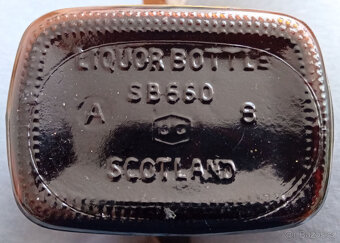 LIQUOR BOTTLE
SB660
A 8
SCOTLAND